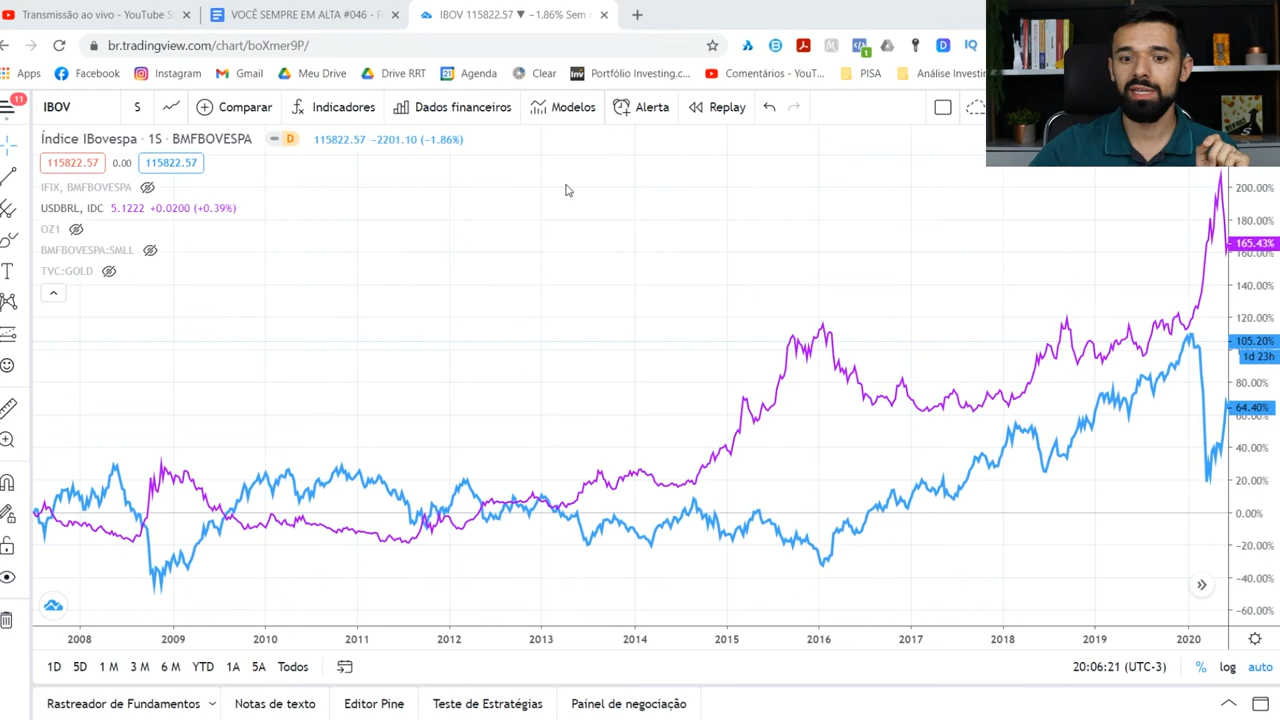 Transmissão ao vivo - YouTube S
VOCÊ SEMPRE EM ALTA #046 - F
IBOV 115822.57 ▼ −1.86% Sem
br.tradingview.com/chart/boXmer9P/
Apps
Facebook
Instagram
Gmail
Meu Drive
Drive RRT
Agenda
Clear
Portfólio Investing.c...
Comentários - YouT...
PISA
Análise Investin
11
IBOV
S
Comparar
Indicadores
Dados financeiros
Modelos
Alerta
Replay
Índice IBovespa · 1S · BMFBOVESPA
D
115822.57 −2201.10 (−1.86%)
115822.57
0.00
115822.57
IFIX, BMFBOVESPA
USDBRL, IDC 5.1222 +0.0200 (+0.39%)
OZ1
BMFBOVESPA:SMLL
TVC:GOLD
200.00%
180.00%
165.43%
160.00%
140.00%
120.00%
105.20%
1d 23h
80.00%
64.40%
60.00%
40.00%
20.00%
0.00%
−20.00%
−40.00%
−60.00%
2008 2009 2010 2011 2012 2013 2014 2015 2016 2017 2018 2019 2020
1D 5D 1 M 3 M 6 M YTD 1A 5A Todos
20:06:21 (UTC-3)
% log auto
Rastreador de Fundamentos
Notas de texto
Editor Pine
Teste de Estratégias
Painel de negociação